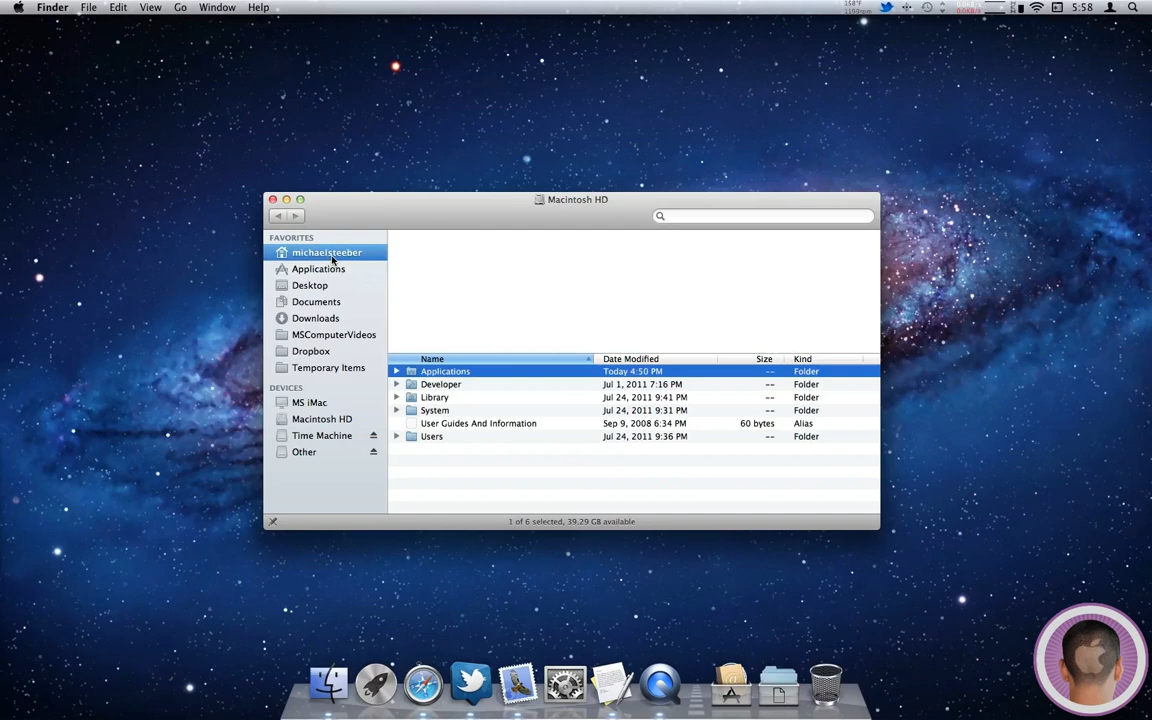 Finder File Edit View Go Window Help 158°F 1193rpm 5:58
Macintosh HD
FAVORITES
michaelsteeber
Applications
Desktop
Documents
Downloads
MSComputerVideos
Dropbox
Temporary Items
DEVICES
MS iMac
Macintosh HD
Time Machine
Other
Name Date Modified Size Kind
Applications Today 4:50 PM -- Folder
Developer Jul 1, 2011 7:16 PM -- Folder
Library Jul 24, 2011 9:41 PM -- Folder
System Jul 24, 2011 9:31 PM -- Folder
User Guides And Information Sep 9, 2008 6:34 PM 60 bytes Alias
Users Jul 24, 2011 9:36 PM -- Folder
1 of 6 selected, 39.29 GB available